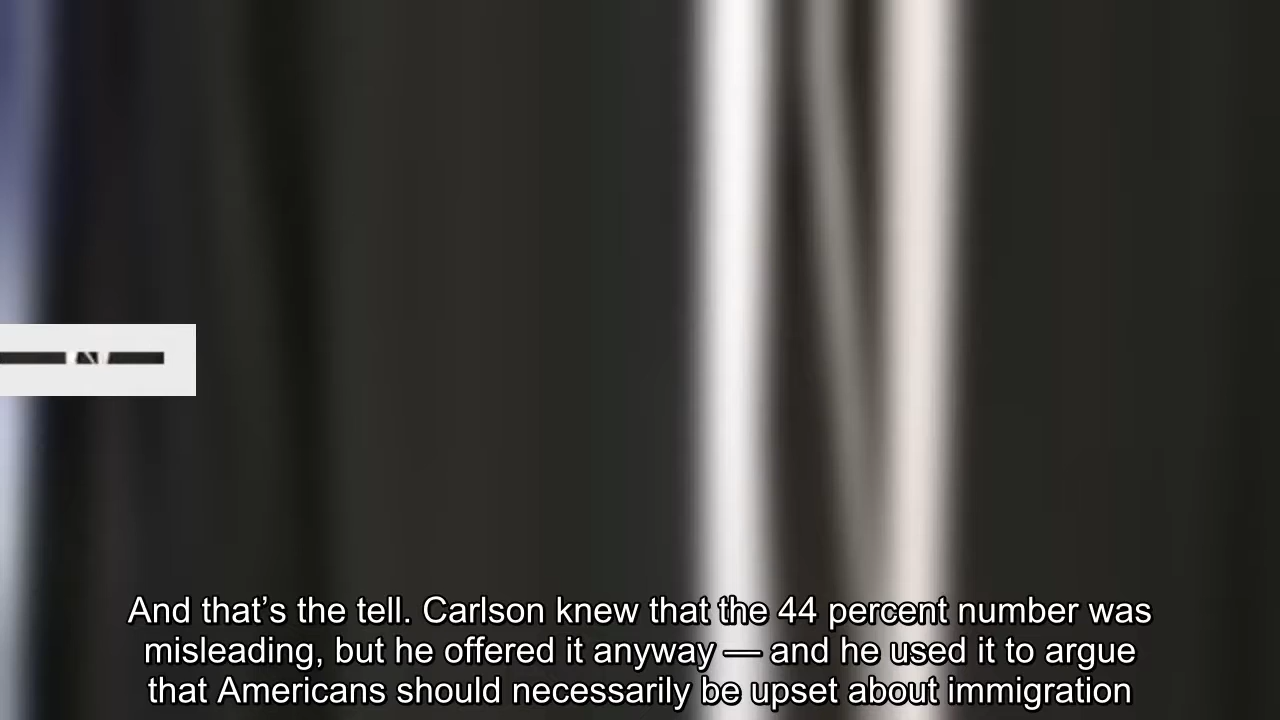 And that’s the tell. Carlson knew that the 44 percent number was
misleading, but he offered it anyway — and he used it to argue
that Americans should necessarily be upset about immigration